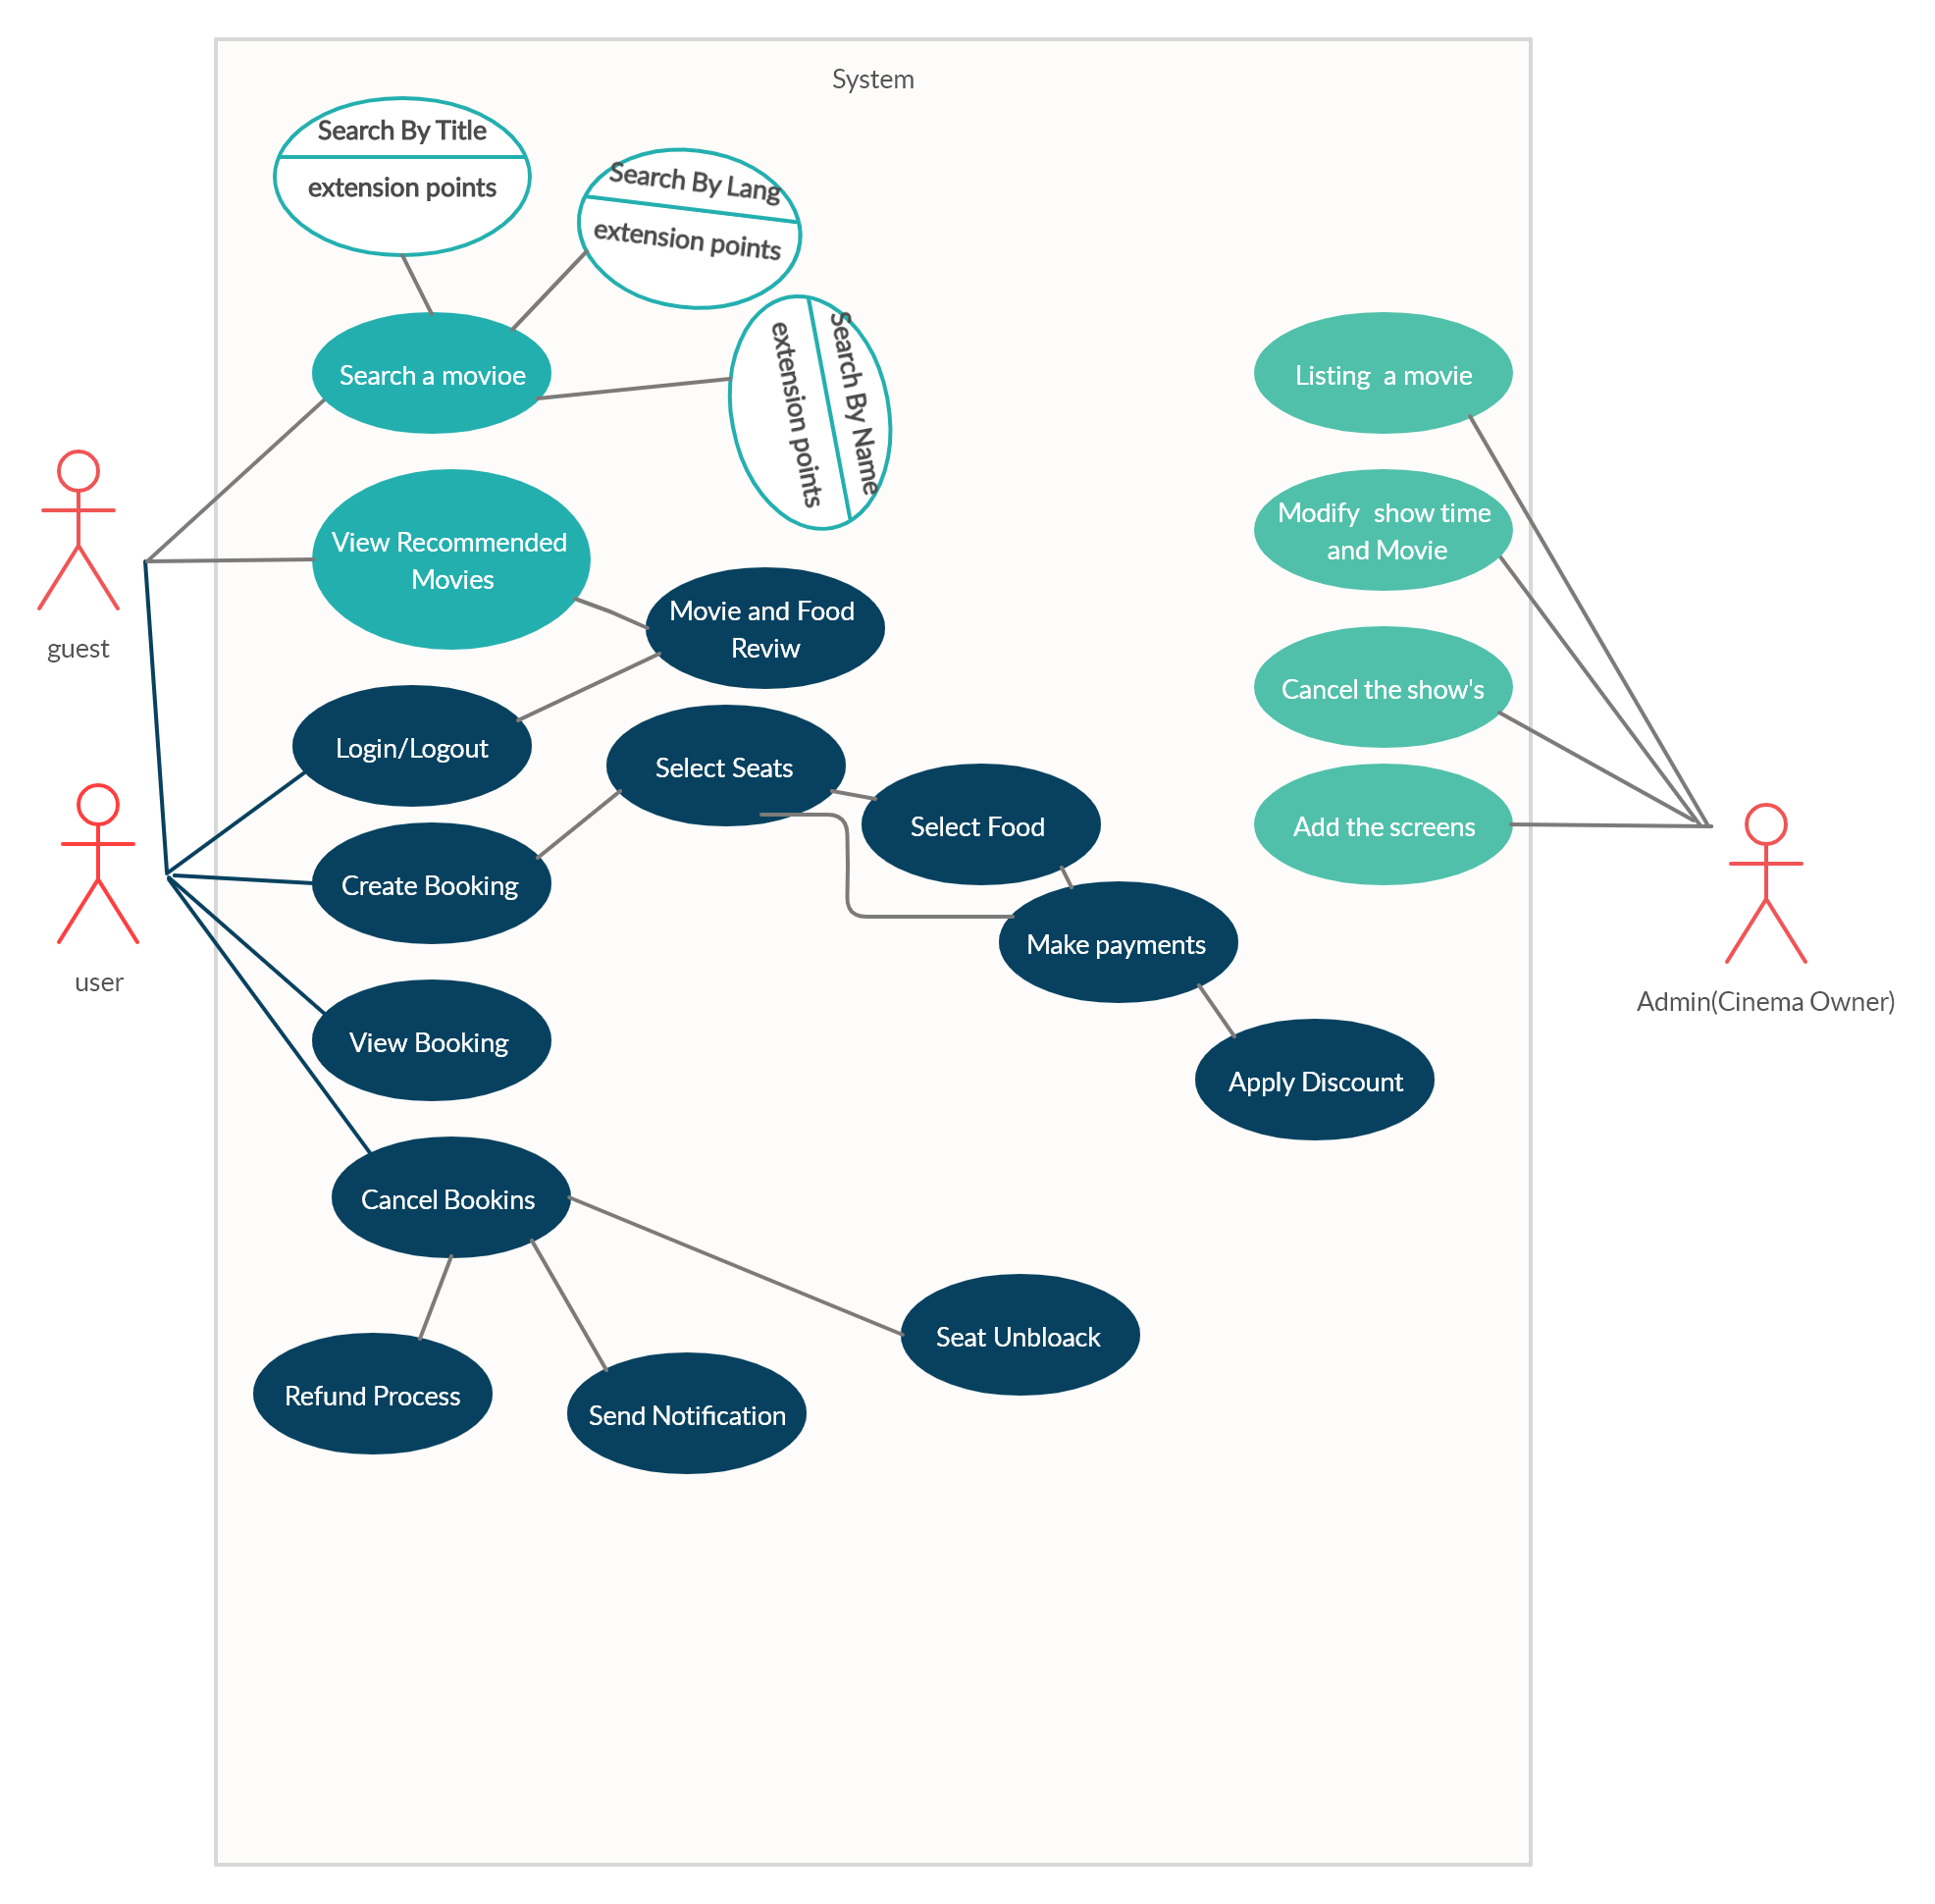 System
Search By Title
extension points
Search By Lang
extension points
Search By Name
extension points
Search a movioe
View Recommended
Movies
Movie and Food
Reviw
Login/Logout
Select Seats
Select Food
Create Booking
Make payments
View Booking
Apply Discount
Cancel Bookins
Seat Unbloack
Refund Process
Send Notification
Listing  a movie
Modify  show time
and Movie
Cancel the show's
Add the screens
guest
user
Admin(Cinema Owner)